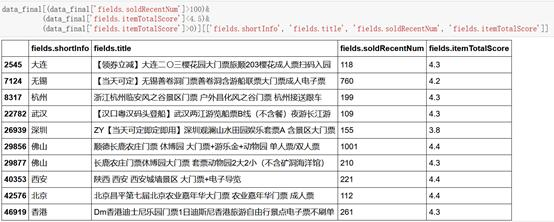 data_final[(data_final['fields.soldRecentNum']>100)&
(data_final['fields.itemTotalScore']<4.5)&
(data_final['fields.itemTotalScore']>0)][['fields.shortInfo', 'fields.title', 'fields.soldRecentNum', 'fields.itemTotalScore']]
fields.shortInfo fields.title fields.soldRecentNum fields.itemTotalScore
2545 大连 【领券立减】大连二〇三樱花园大门票旅顺203樱花成人票扫码入园 118 4.3
7124 无锡 【当天可定】无锡善卷洞门票善卷洞含游船联票大门票成人电子票 760 4.2
8317 杭州 浙江杭州临安风之谷景区门票 户外昌化风之谷门票 杭州接送跟车 199 4.3
22782 武汉 【汉口粤汉码头登船】武汉两江游览船票B线（不含餐）夜游长江游 109 4.3
26939 深圳 ZY【当天可定即定即用】深圳观澜山水田园娱乐套票A 含景区大门票 155 3.8
29856 佛山 顺德长鹿农庄门票 休博园 大门票+游乐金+动物园 单人票/双人票 1001 4.4
29877 佛山 长鹿农庄门票休博园大门票 套票动物园2大2小（不含旷洞海洋馆） 210 4.3
40353 西安 陕西 西安 西安城墙景区 大门票+电子导览 221 4.4
42576 北京 北京昌平第七届北京农业嘉年华大门票 农业嘉年华门票 成人票 112 4.4
46919 香港 Dm香港迪士尼乐园门票1日迪斯尼香港旅游自由行景点电子票不刷单 261 4.3